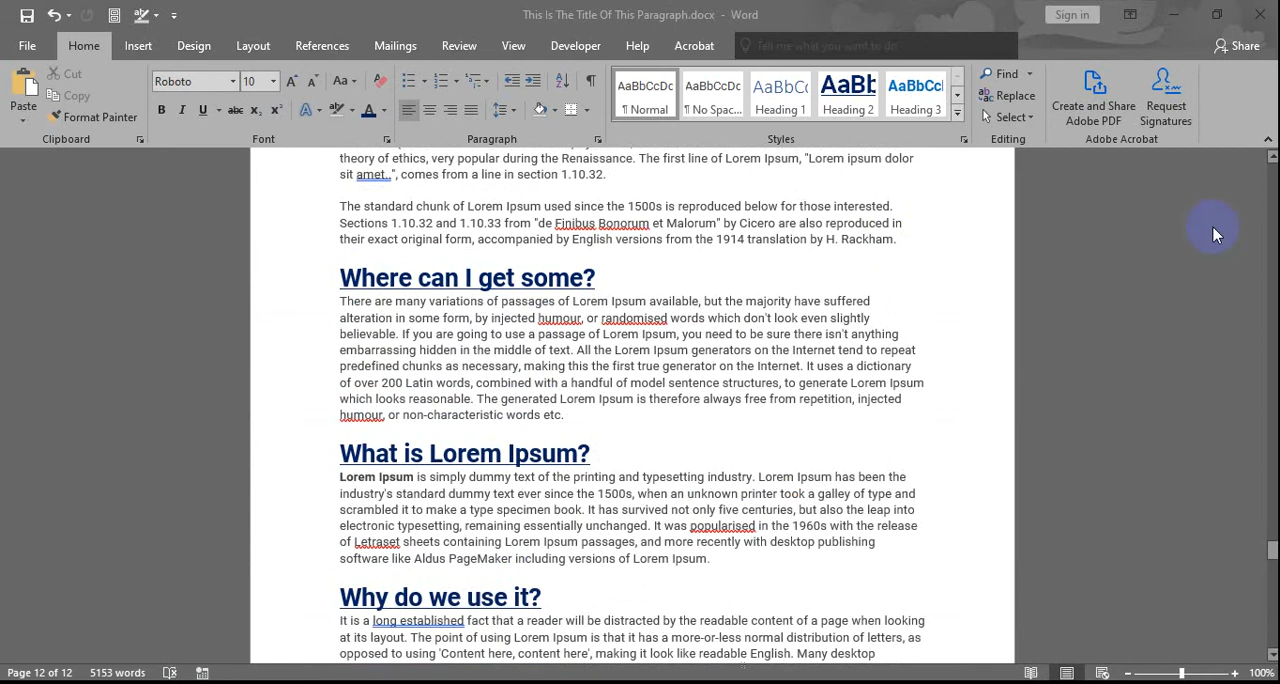 This Is The Title Of This Paragraph.docx - Word
Sign in
File Home Insert Design Layout References Mailings Review View Developer Help Acrobat Tell me what you want to do Share
Paste
Cut
Copy
Format Painter
Clipboard
Roboto 10
Font
Paragraph
AaBbCcDc AaBbCcDc AaBbCc AaBb AaBbCc
¶ Normal ¶ No Spac... Heading 1 Heading 2 Heading 3
Styles
Find
Replace
Select
Editing
Create and Share Adobe PDF
Request Signatures
Adobe Acrobat
theory of ethics, very popular during the Renaissance. The first line of Lorem Ipsum, "Lorem ipsum dolor
sit amet..", comes from a line in section 1.10.32.
The standard chunk of Lorem Ipsum used since the 1500s is reproduced below for those interested.
Sections 1.10.32 and 1.10.33 from "de Finibus Bonorum et Malorum" by Cicero are also reproduced in
their exact original form, accompanied by English versions from the 1914 translation by H. Rackham.
Where can I get some?
There are many variations of passages of Lorem Ipsum available, but the majority have suffered
alteration in some form, by injected humour, or randomised words which don't look even slightly
believable. If you are going to use a passage of Lorem Ipsum, you need to be sure there isn't anything
embarrassing hidden in the middle of text. All the Lorem Ipsum generators on the Internet tend to repeat
predefined chunks as necessary, making this the first true generator on the Internet. It uses a dictionary
of over 200 Latin words, combined with a handful of model sentence structures, to generate Lorem Ipsum
which looks reasonable. The generated Lorem Ipsum is therefore always free from repetition, injected
humour, or non-characteristic words etc.
What is Lorem Ipsum?
Lorem Ipsum is simply dummy text of the printing and typesetting industry. Lorem Ipsum has been the
industry's standard dummy text ever since the 1500s, when an unknown printer took a galley of type and
scrambled it to make a type specimen book. It has survived not only five centuries, but also the leap into
electronic typesetting, remaining essentially unchanged. It was popularised in the 1960s with the release
of Letraset sheets containing Lorem Ipsum passages, and more recently with desktop publishing
software like Aldus PageMaker including versions of Lorem Ipsum.
Why do we use it?
It is a long established fact that a reader will be distracted by the readable content of a page when looking
at its layout. The point of using Lorem Ipsum is that it has a more-or-less normal distribution of letters, as
opposed to using 'Content here, content here', making it look like readable English. Many desktop
Page 12 of 12 5153 words 100%